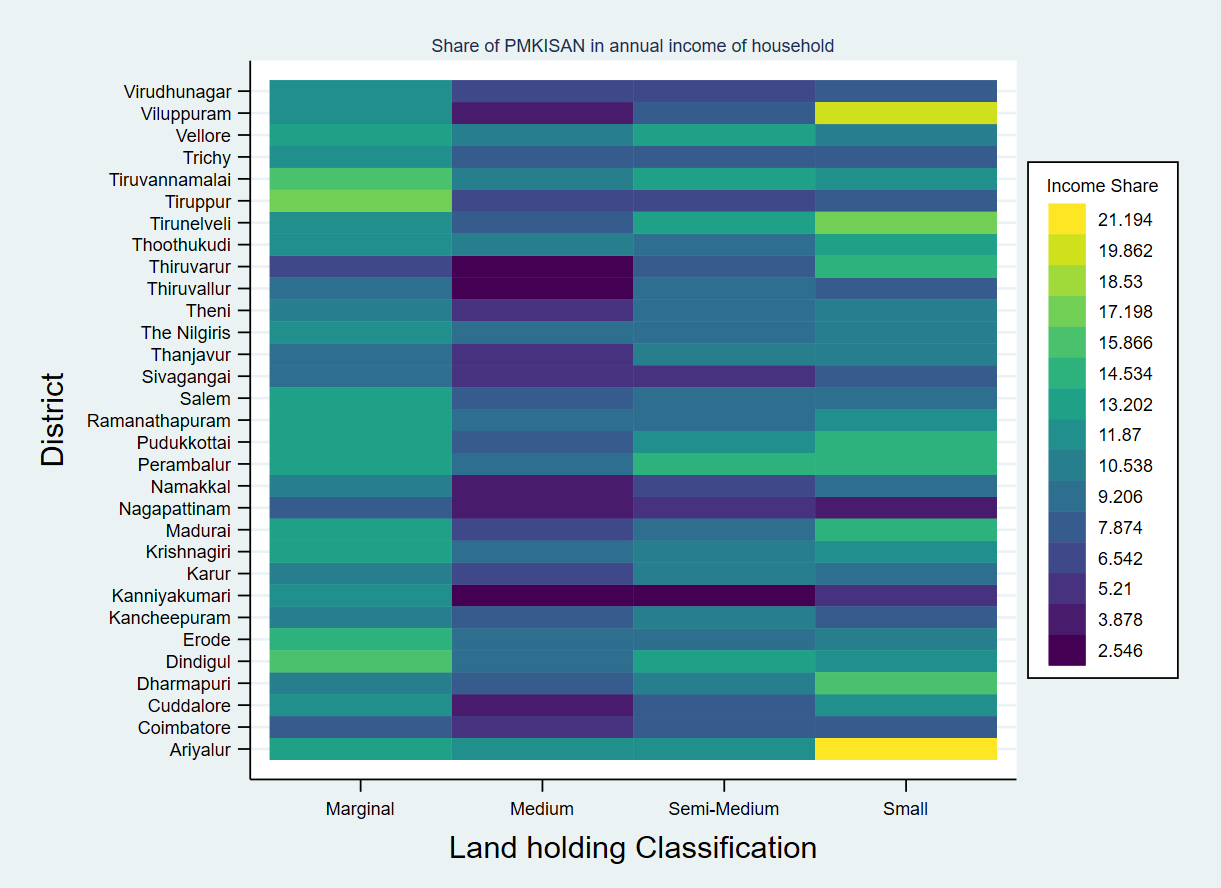 Share of PMKISAN in annual income of household
District
Virudhunagar
Viluppuram
Vellore
Trichy
Tiruvannamalai
Tiruppur
Tirunelveli
Thoothukudi
Thiruvarur
Thiruvallur
Theni
The Nilgiris
Thanjavur
Sivagangai
Salem
Ramanathapuram
Pudukkottai
Perambalur
Namakkal
Nagapattinam
Madurai
Krishnagiri
Karur
Kanniyakumari
Kancheepuram
Erode
Dindigul
Dharmapuri
Cuddalore
Coimbatore
Ariyalur
Marginal Medium Semi-Medium Small
Land holding Classification
Income Share
21.194
19.862
18.53
17.198
15.866
14.534
13.202
11.87
10.538
9.206
7.874
6.542
5.21
3.878
2.546